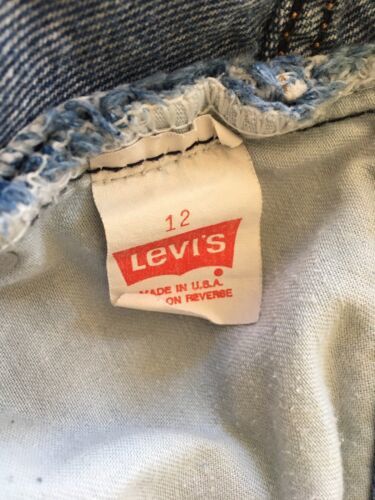 12
LEVI'S
MADE IN U.S.A.
ON REVERSE